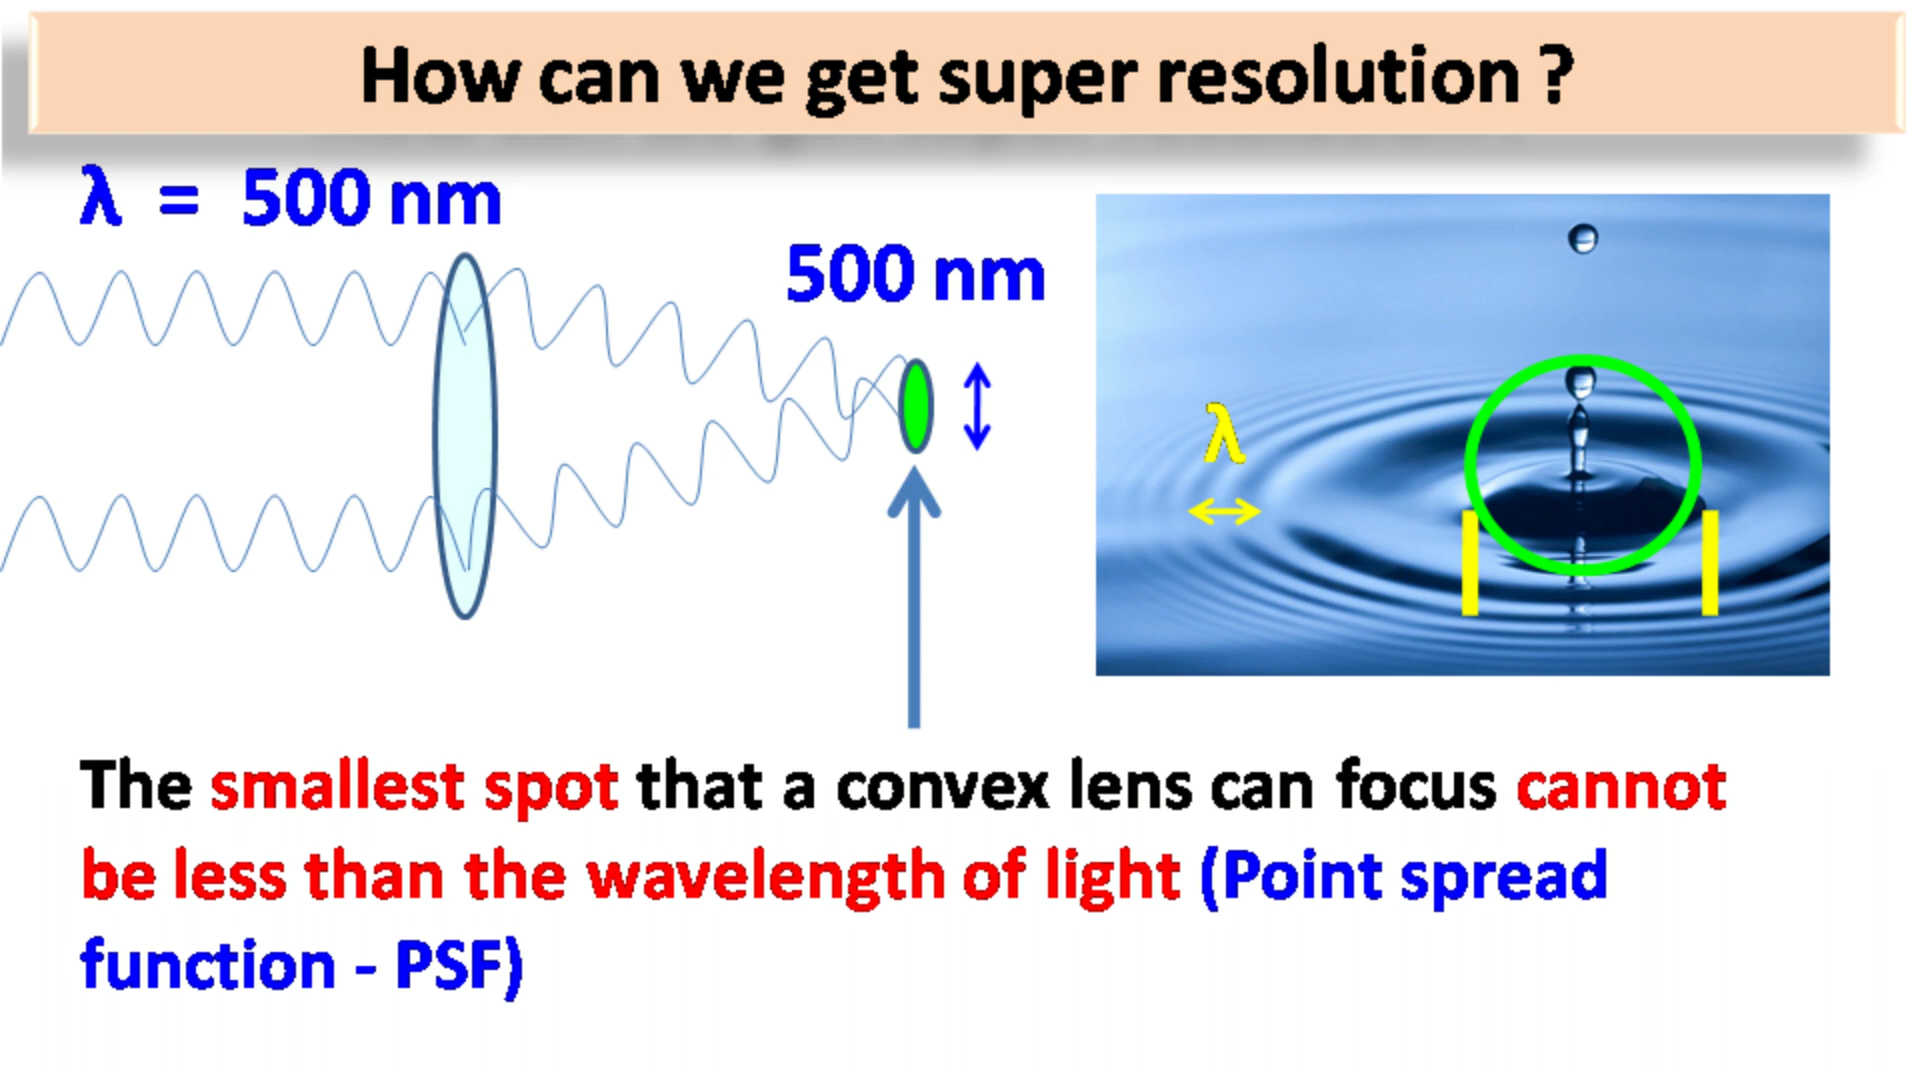 How can we get super resolution ?
λ = 500 nm
500 nm
λ
The smallest spot that a convex lens can focus cannot
be less than the wavelength of light (Point spread
function - PSF)